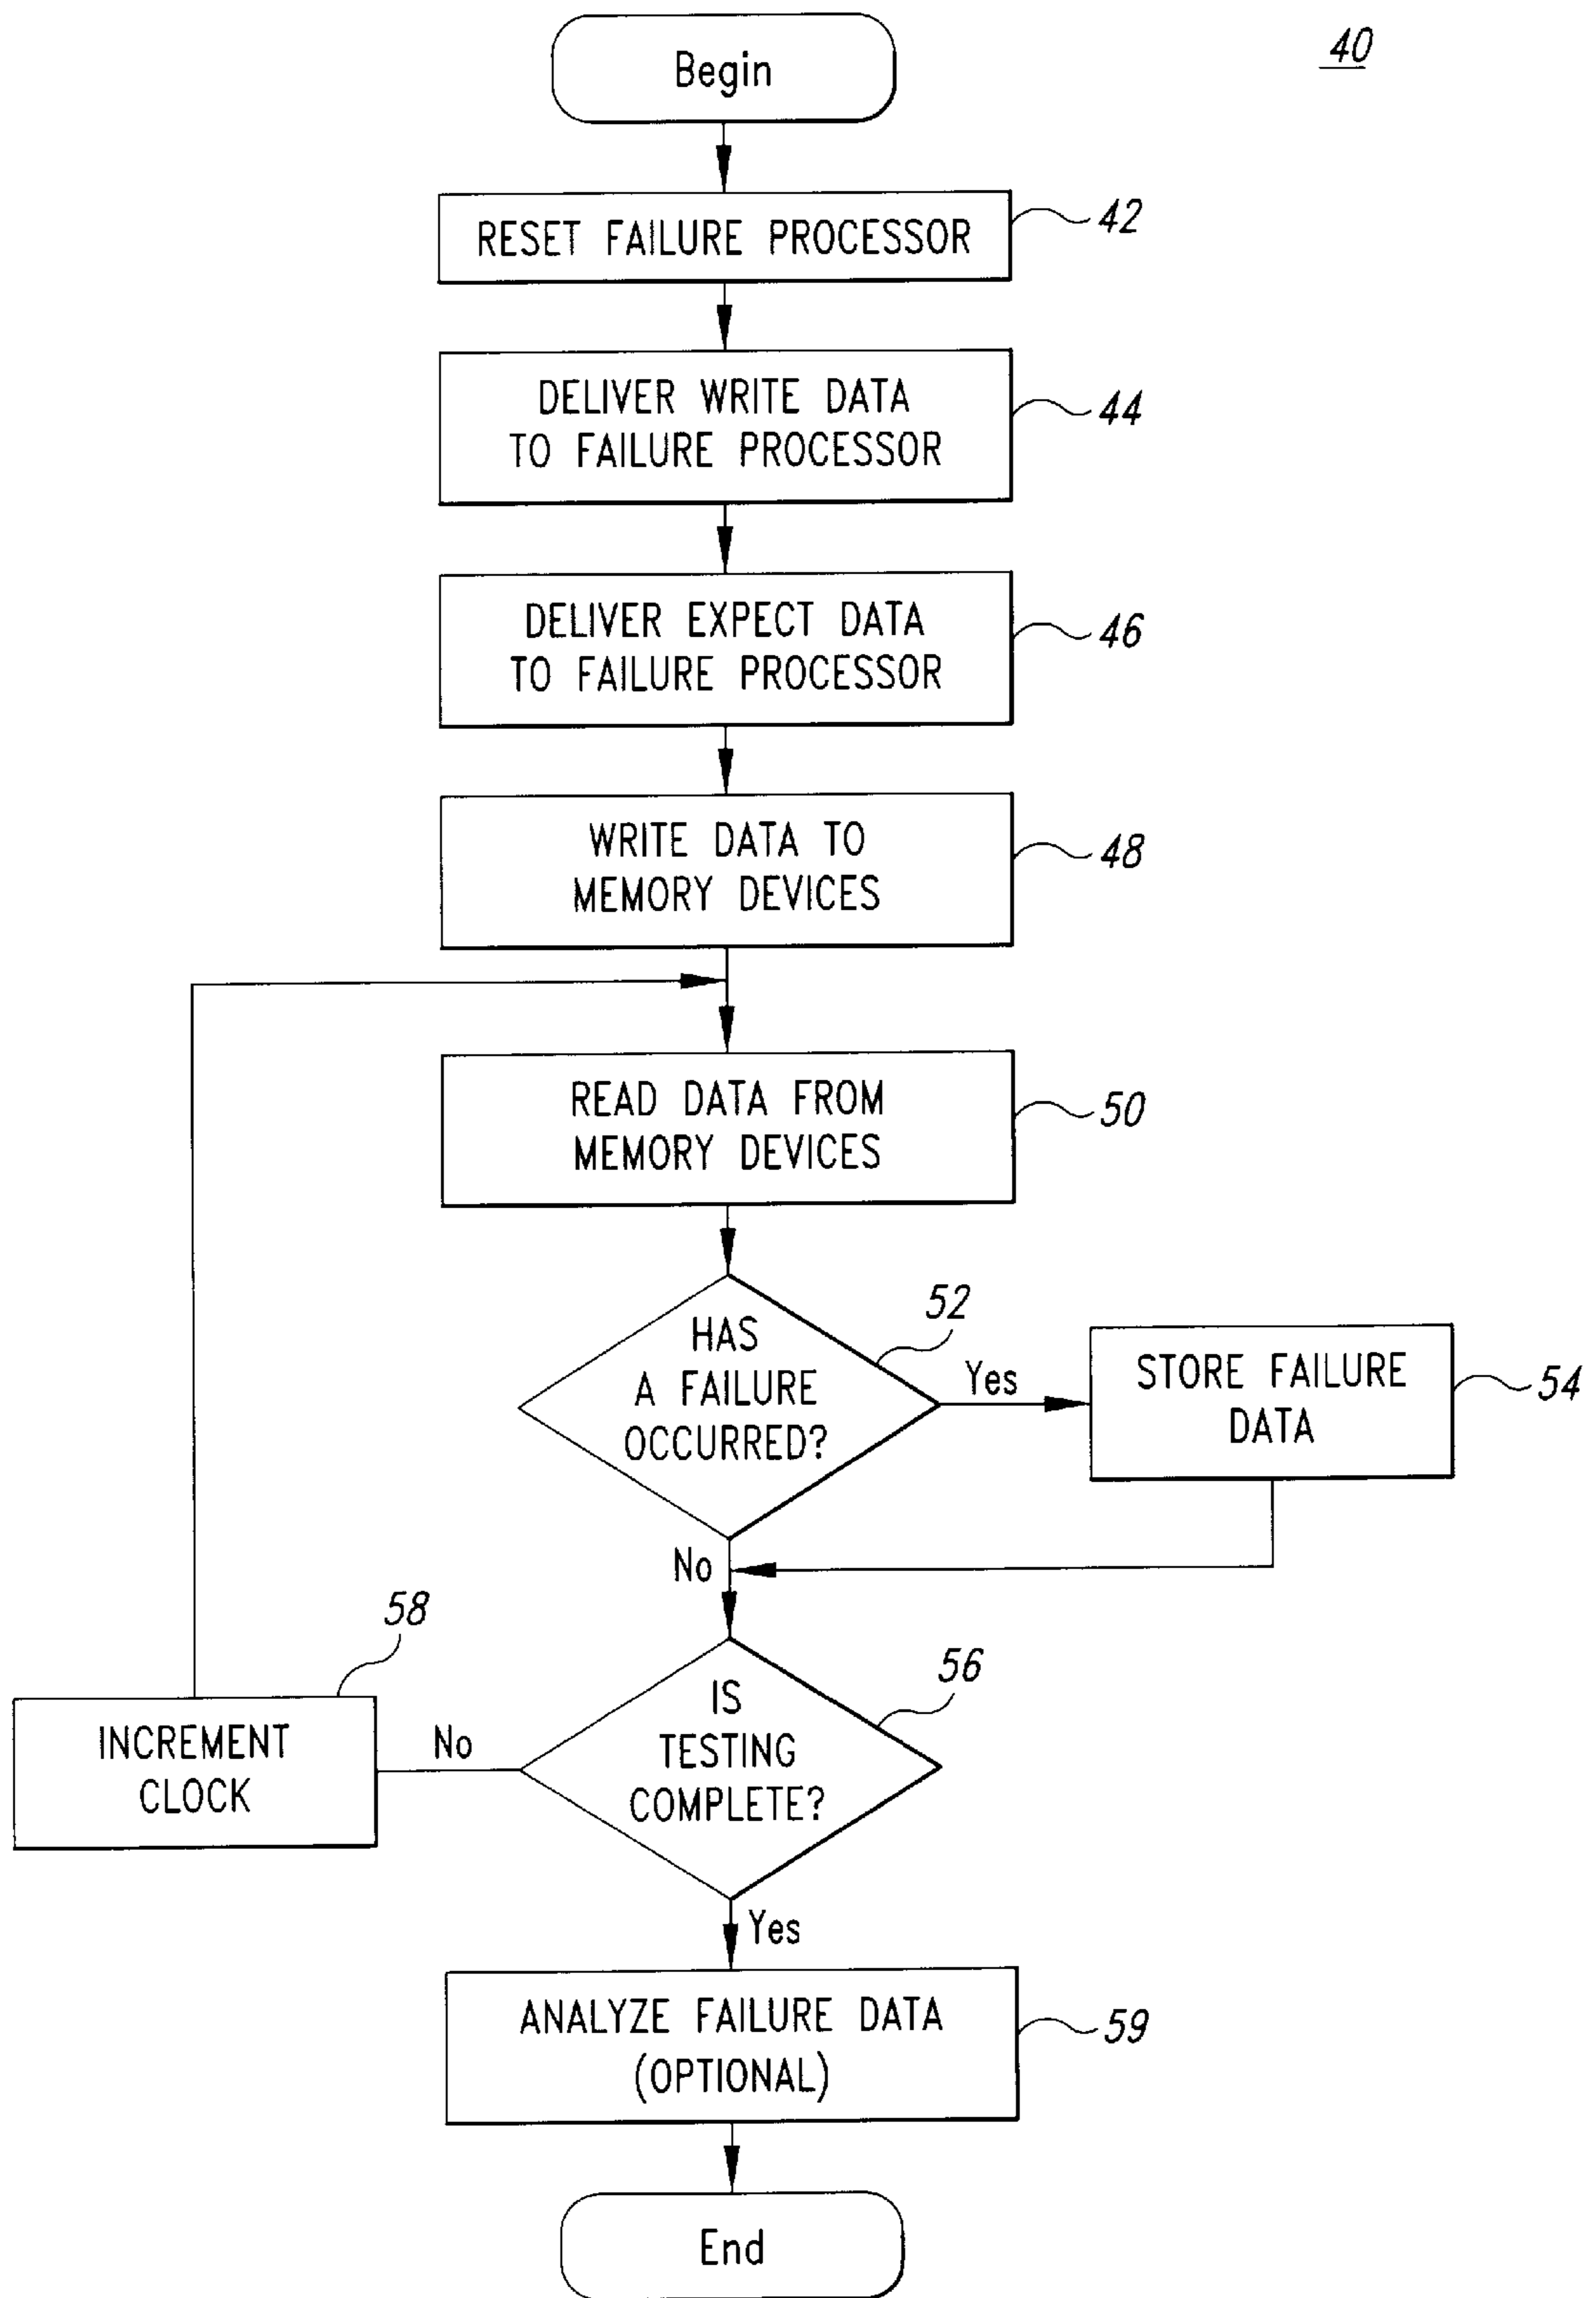 40
Begin
RESET FAILURE PROCESSOR
42
DELIVER WRITE DATA
TO FAILURE PROCESSOR
44
DELIVER EXPECT DATA
TO FAILURE PROCESSOR
46
WRITE DATA TO
MEMORY DEVICES
48
READ DATA FROM
MEMORY DEVICES
50
HAS
A FAILURE
OCCURRED?
52
Yes
STORE FAILURE
DATA
54
No
IS
TESTING
COMPLETE?
56
No
INCREMENT
CLOCK
58
Yes
ANALYZE FAILURE DATA
(OPTIONAL)
59
End